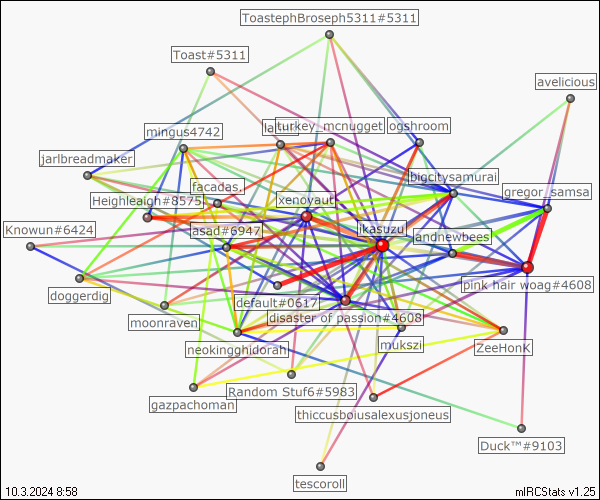 ToastephBroseph5311#5311
Toast#5311
avelicious
mingus4742
turkey_mcnugget
ogshroom
jarlbreadmaker
bigcitysamurai
facadas,
gregor_samsa
Heighleaigh#8575
xenoyaut
Knowun#6424
asad#6947
ikasuzu
andnewbees
pink hair woag#4608
doggerdig
default#0617
moonraven
disaster of passion#4608
neokingghidorah
mukszi
ZeeHonK
Random Stuf6#5983
gazpachoman
thiccusboiusalexusjoneus
Duck™#9103
tescoroll
10.3.2024 8:58
mIRCStats v1.25